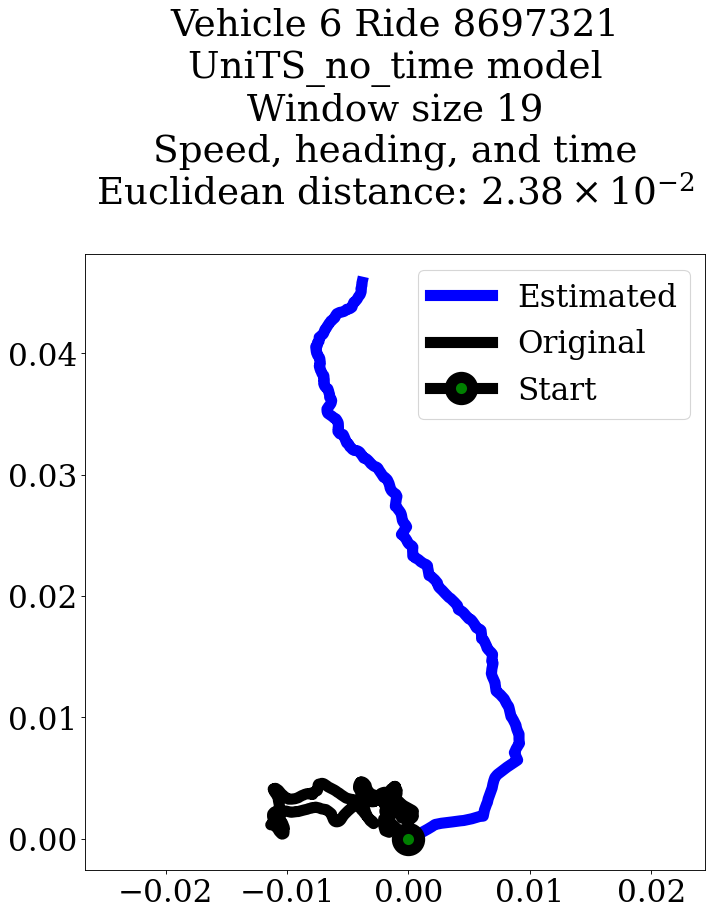 Vehicle 6 Ride 8697321
UniTS_no_time model
Window size 19
Speed, heading, and time
Euclidean distance: 2.38 × 10⁻²
Estimated
Original
Start
0.04
0.03
0.02
0.01
0.00
−0.02 −0.01 0.00 0.01 0.02